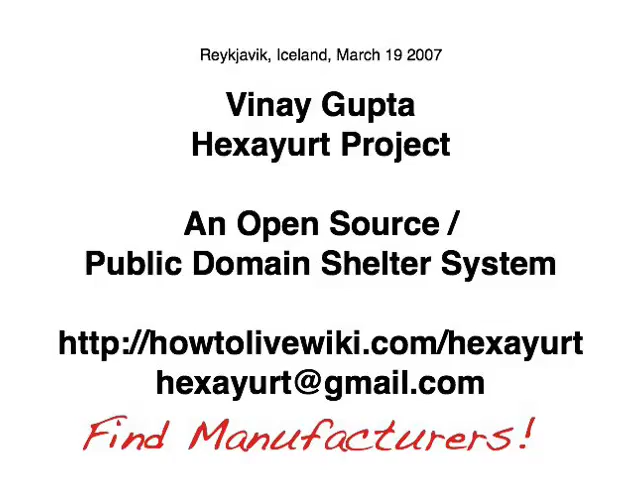 Reykjavik, Iceland, March 19 2007
Vinay Gupta
Hexayurt Project
An Open Source /
Public Domain Shelter System
http://howtolivewiki.com/hexayurt
hexayurt@gmail.com
Find Manufacturers!